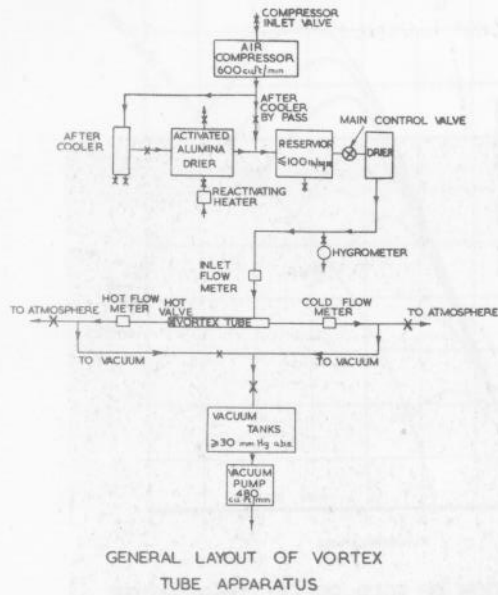 COMPRESSOR
INLET VALVE
AIR
COMPRESSOR
600 cu/ft/min
AFTER
COOLER
BY PASS
MAIN CONTROL VALVE
AFTER
COOLER
ACTIVATED
ALUMINA
DRIER
RESERVIOR
≤100 lb/sq.in
DRIER
REACTIVATING
HEATER
HYGROMETER
INLET
FLOW
METER
HOT FLOW
METER
HOT
VALVE
COLD FLOW
METER
TO ATMOSPHERE
TO ATMOSPHERE
VORTEX TUBE
TO VACUUM
TO VACUUM
VACUUM
TANKS
≥30 mm Hg abs.
VACUUM
PUMP
480
cu ft/min
GENERAL LAYOUT OF VORTEX
TUBE APPARATUS